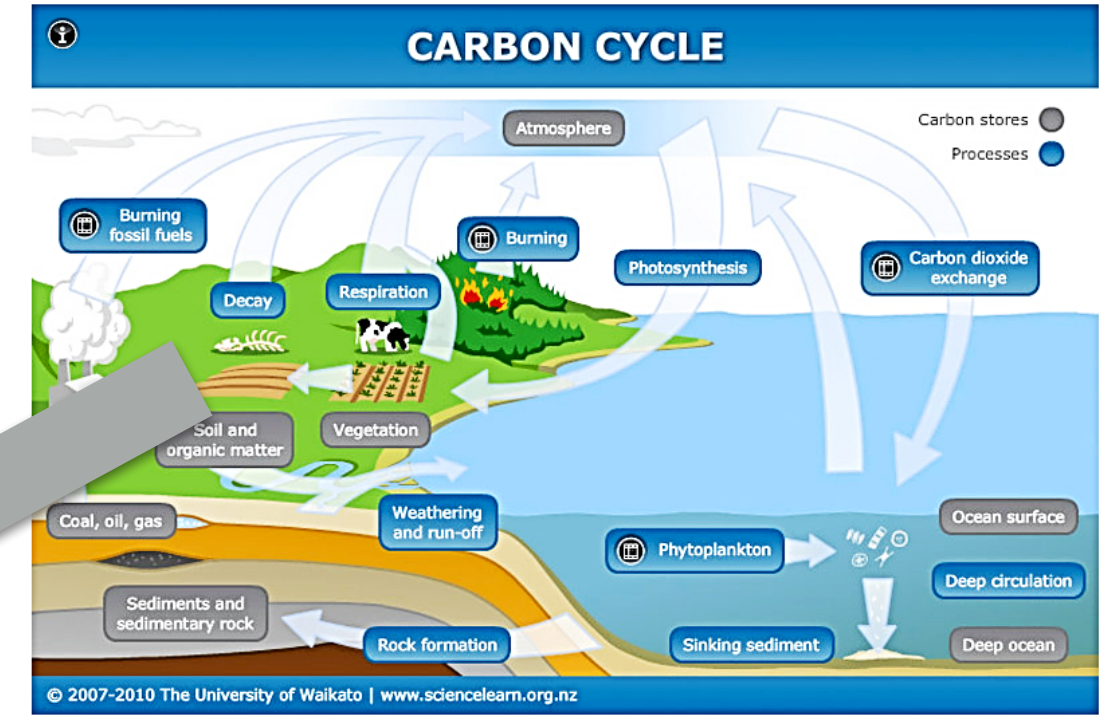 CARBON CYCLE
Atmosphere
Carbon stores
Processes
Burning
fossil fuels
Burning
Photosynthesis
Carbon dioxide
exchange
Decay
Respiration
Soil and
organic matter
Vegetation
Coal, oil, gas
Weathering
and run-off
Ocean surface
Phytoplankton
Deep circulation
Sediments and
sedimentary rock
Rock formation
Sinking sediment
Deep ocean
© 2007-2010 The University of Waikato | www.sciencelearn.org.nz